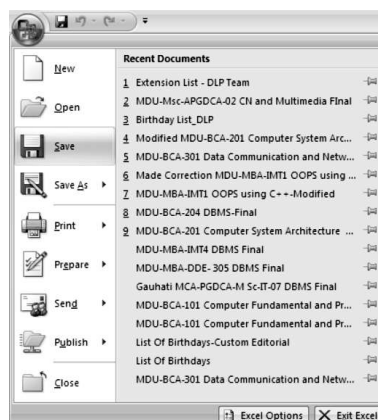 New
Open
Save
Save As
Print
Prepare
Send
Publish
Close
Recent Documents
1 Extension List - DLP Team
2 MDU-Msc-APGDCA-02 CN and Multimedia FInal
3 Birthday List_DLP
4 Modified MDU-BCA-201 Computer System Arc...
5 MDU-BCA-301 Data Communication and Netw...
6 Made Correction MDU-MBA-IMT1 OOPS using ...
7 MDU-MBA-IMT1 OOPS using C++-Modified
8 MDU-BCA-204 DBMS-Final
9 MDU-BCA-201 Computer System Architecture ...
MDU-MBA-IMT4 DBMS Final
MDU-MBA-DDE- 305 DBMS Final
Gauhati MCA-PGDCA-M Sc-IT-07 DBMS Final
MDU-BCA-101 Computer Fundamental and Pr...
MDU-BCA-101 Computer Fundamental and Pr...
List Of Birthdays-Custom Editorial
List Of Birthdays
MDU-BCA-301 Data Communication and Netw...
Excel Options
Exit Excel